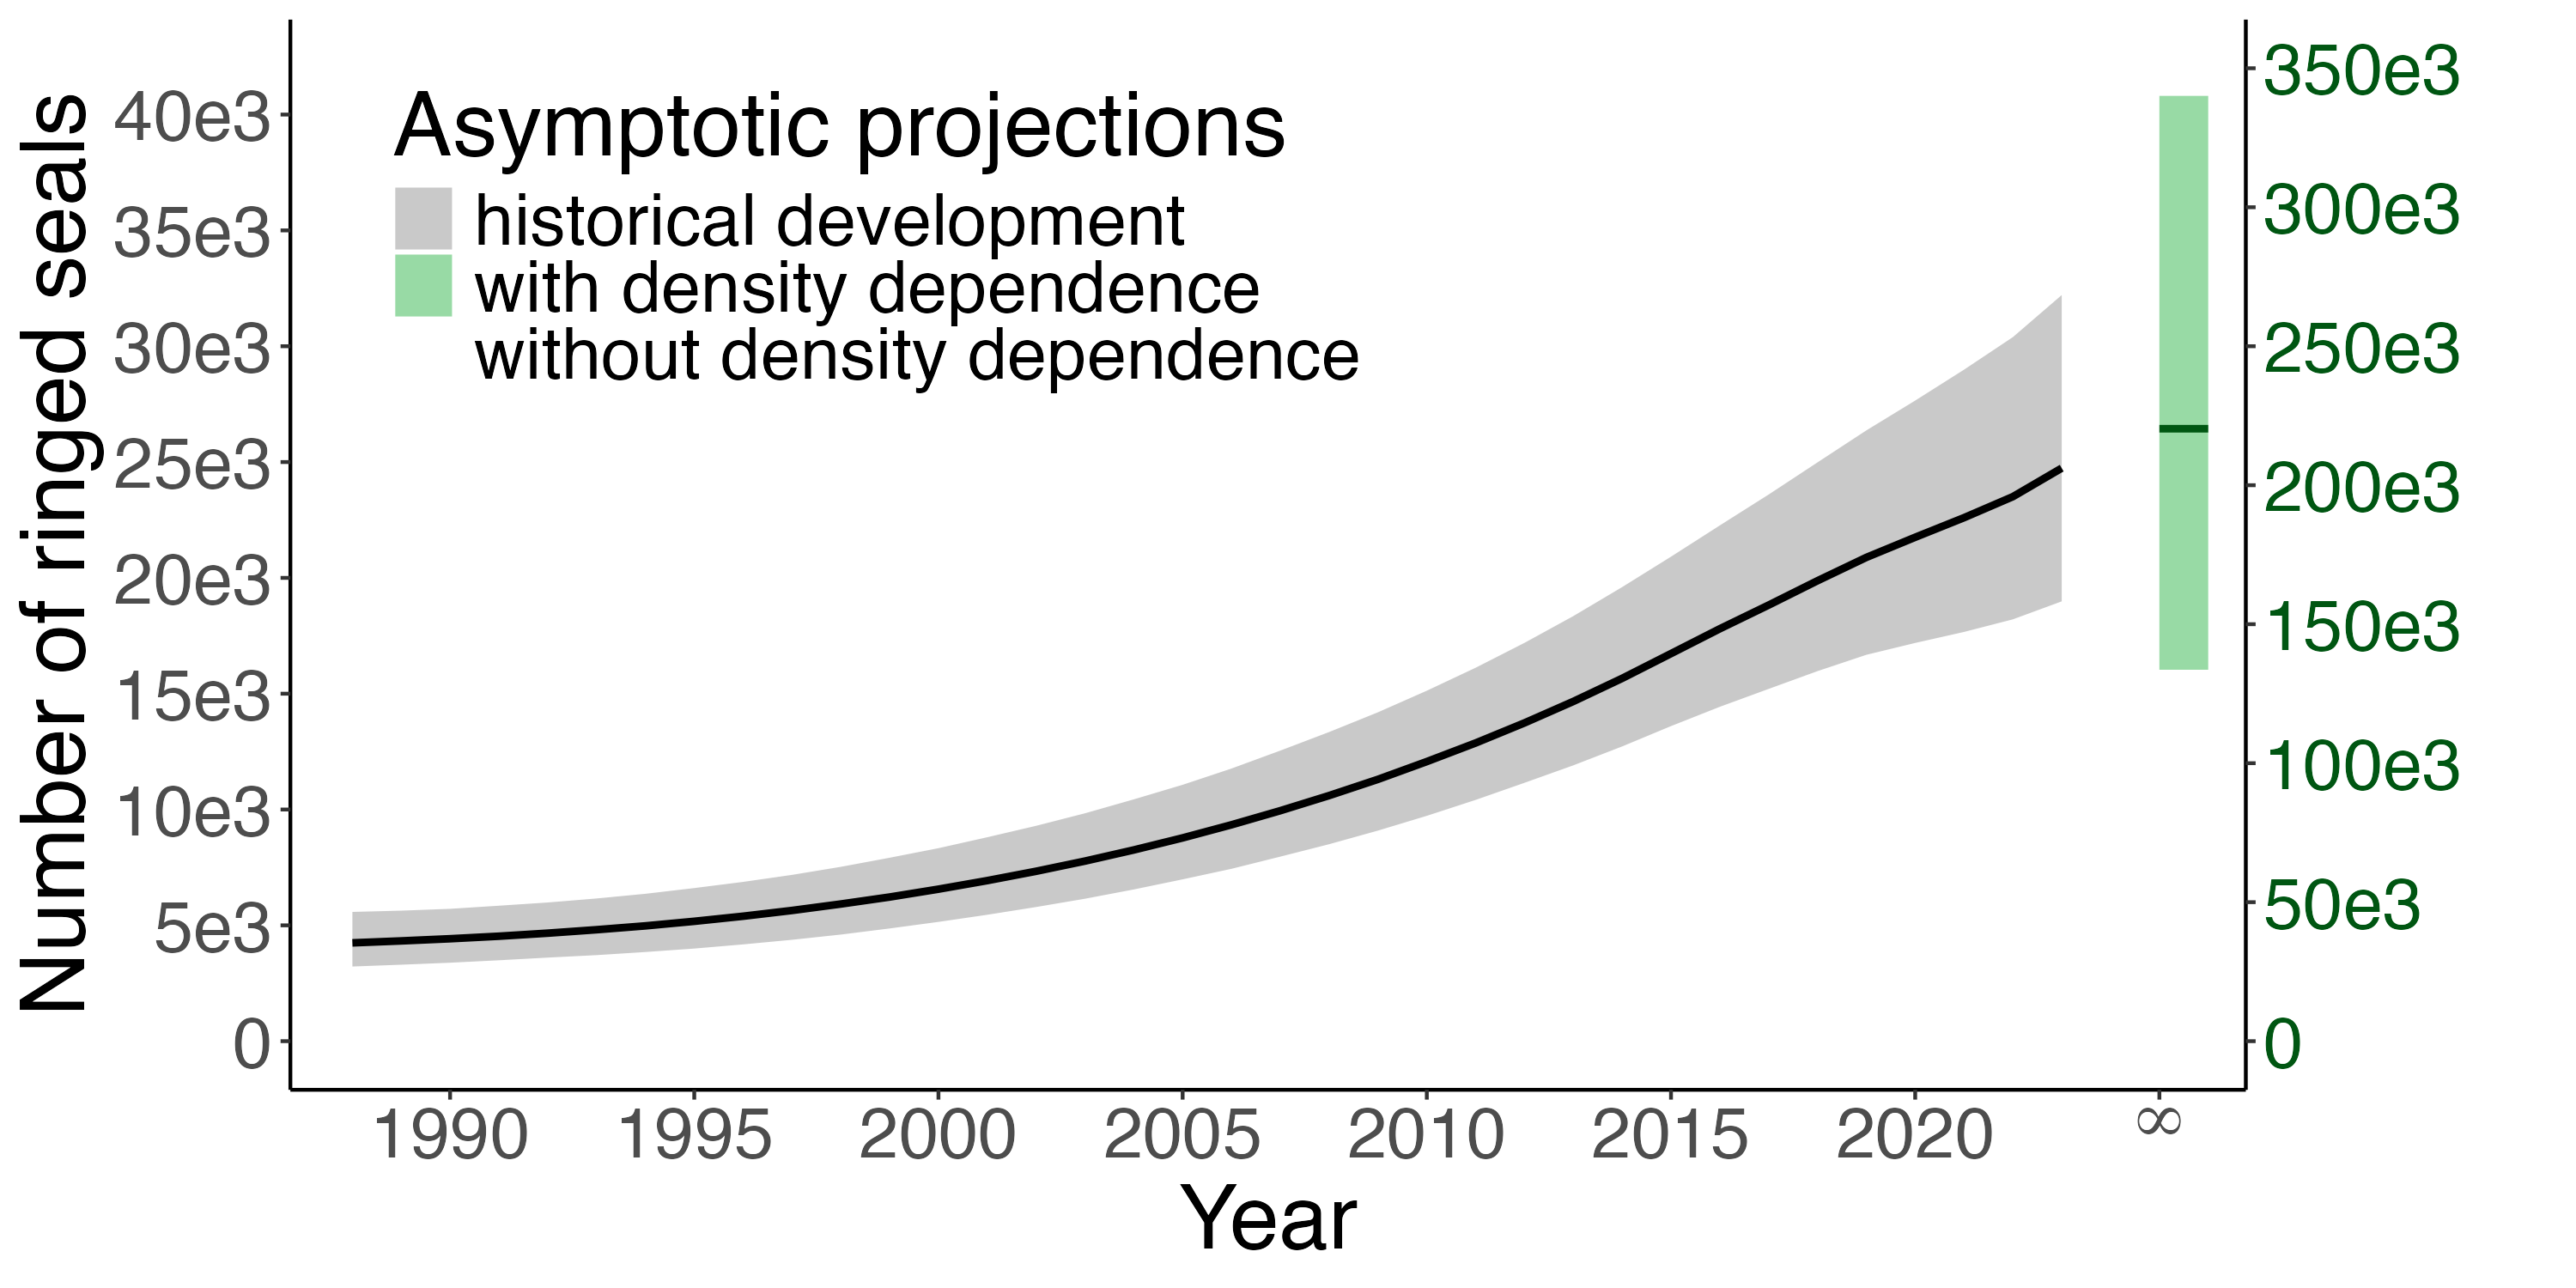 Number of ringed seals
40e3
35e3
30e3
25e3
20e3
15e3
10e3
5e3
0
Asymptotic projections
historical development
with density dependence
without density dependence
350e3
300e3
250e3
200e3
150e3
100e3
50e3
0
1990 1995 2000 2005 2010 2015 2020 ∞
Year